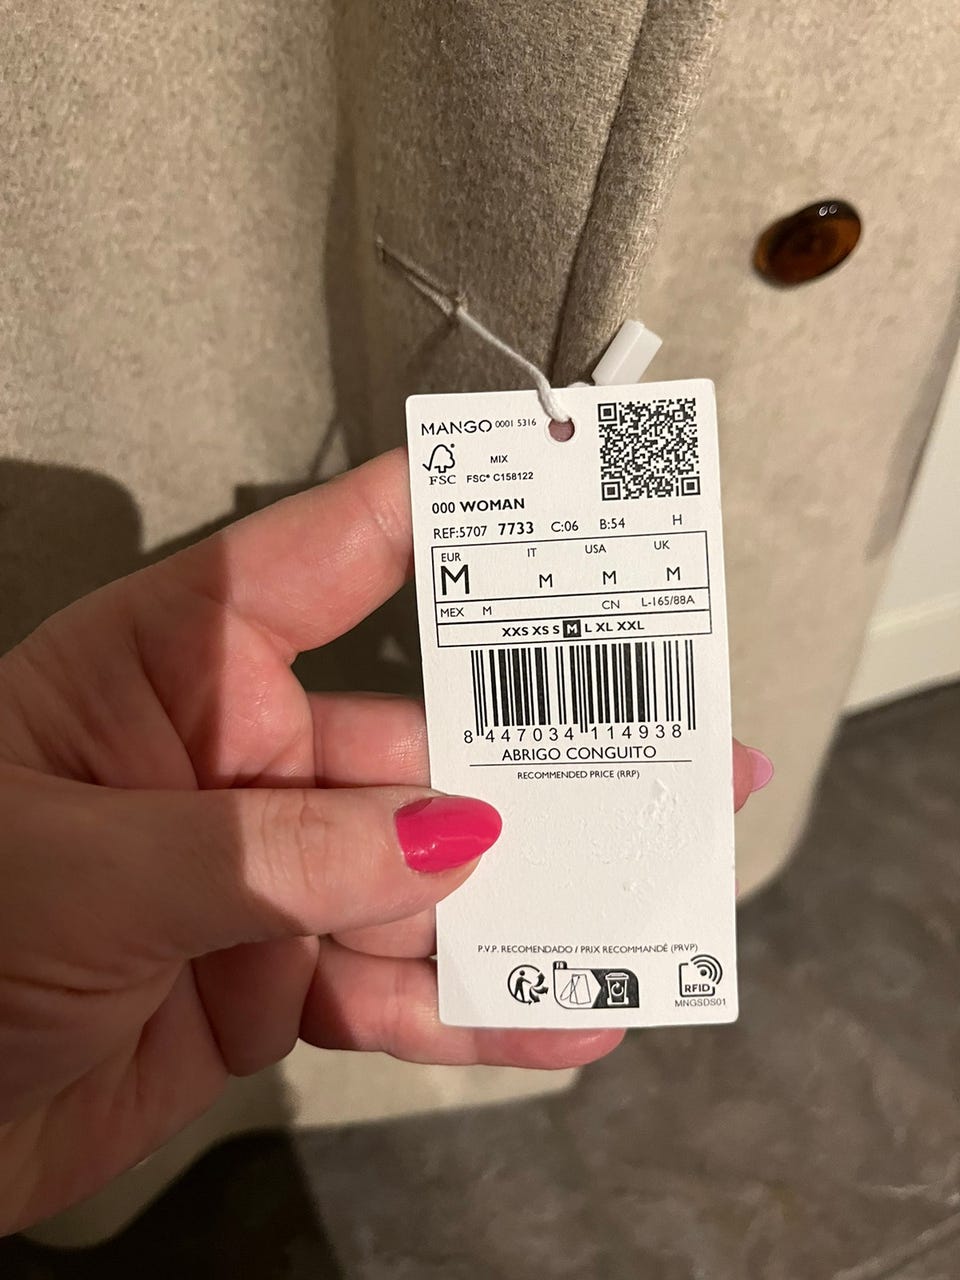 MANGO 0001 5316
MIX
FSC FSC® C158122
000 WOMAN
REF:5707 7733 C:06 B:54 H
EUR IT USA UK
M M M M
MEX M CN L-165/88A
XXS XS S M L XL XXL
8 447034 114938
ABRIGO CONGUITO
RECOMMENDED PRICE (RRP)
P.V.P. RECOMENDADO / PRIX RECOMMANDÉ (PRVP)
FR
RFID
MNGSDS01